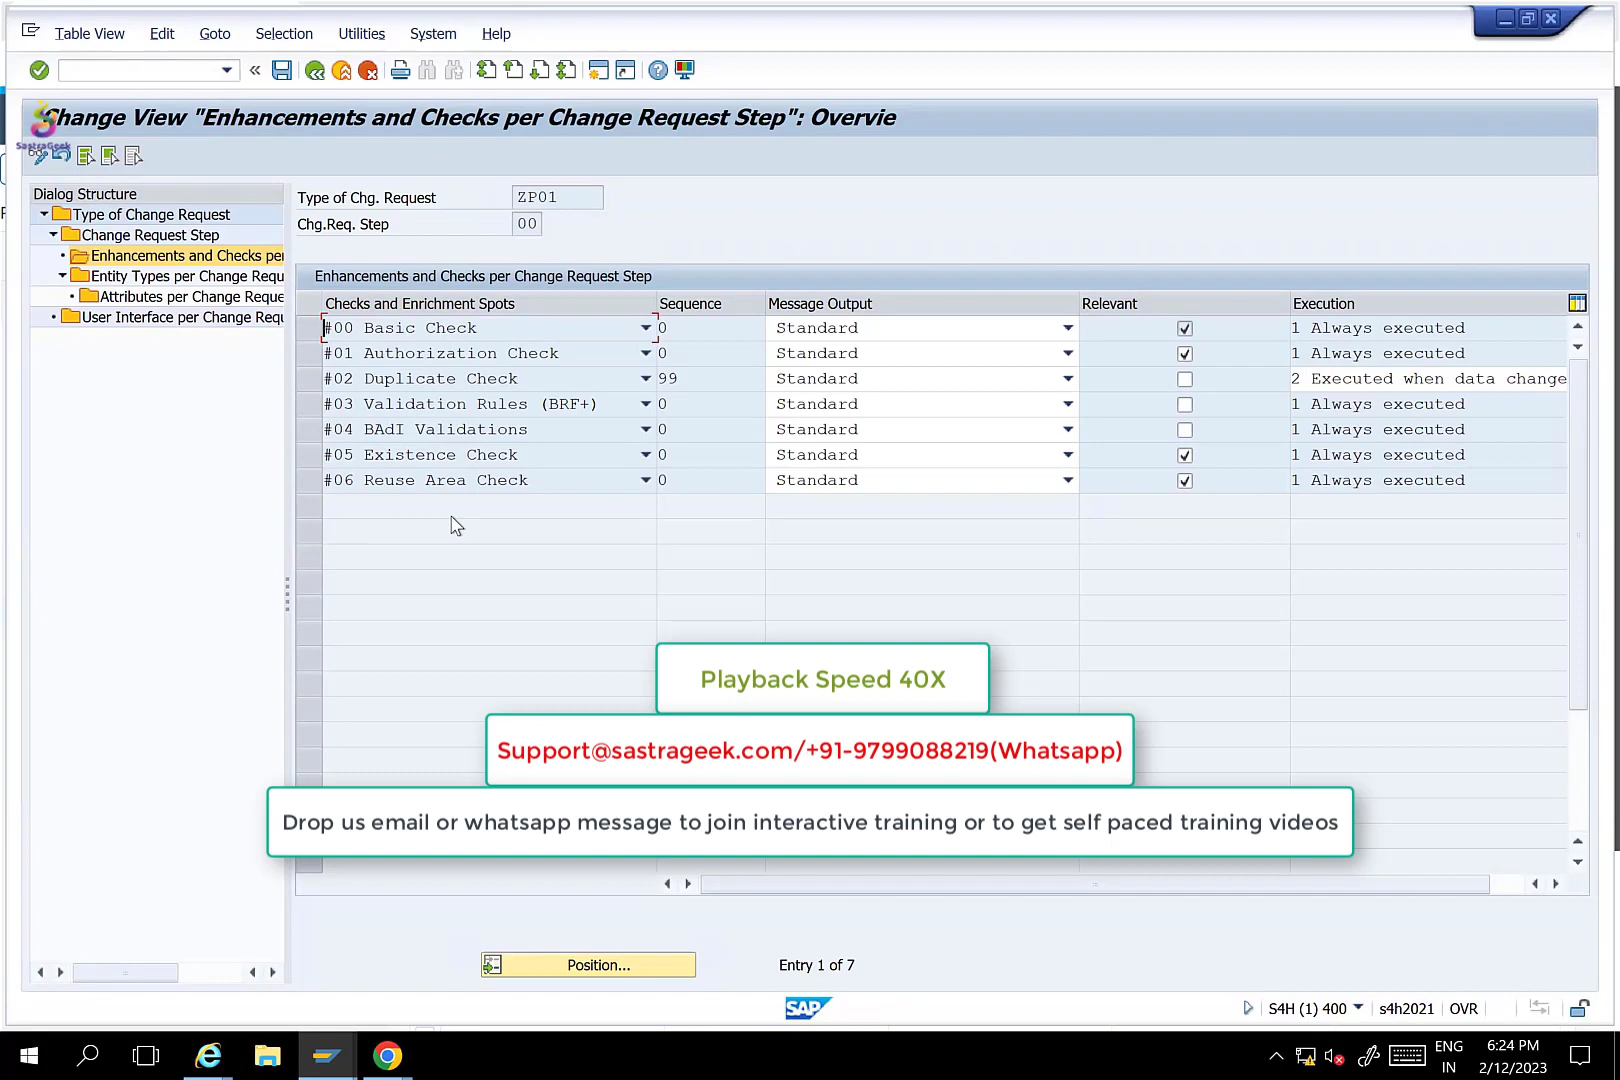 Table View Edit Goto Selection Utilities System Help
Change View "Enhancements and Checks per Change Request Step": Overvie
SastraGeek
Dialog Structure
Type of Change Request
Change Request Step
Enhancements and Checks per
Entity Types per Change Requ
Attributes per Change Reque
User Interface per Change Requ
Type of Chg. Request ZP01
Chg.Req. Step 00
Enhancements and Checks per Change Request Step
Checks and Enrichment Spots Sequence Message Output Relevant Execution
#00 Basic Check 0 Standard 1 Always executed
#01 Authorization Check 0 Standard 1 Always executed
#02 Duplicate Check 99 Standard 2 Executed when data change
#03 Validation Rules (BRF+) 0 Standard 1 Always executed
#04 BAdI Validations 0 Standard 1 Always executed
#05 Existence Check 0 Standard 1 Always executed
#06 Reuse Area Check 0 Standard 1 Always executed
Playback Speed 40X
Support@sastrageek.com/+91-9799088219(Whatsapp)
Drop us email or whatsapp message to join interactive training or to get self paced training videos
Position... Entry 1 of 7
SAP S4H (1) 400 s4h2021 OVR
ENG 6:24 PM
IN 2/12/2023